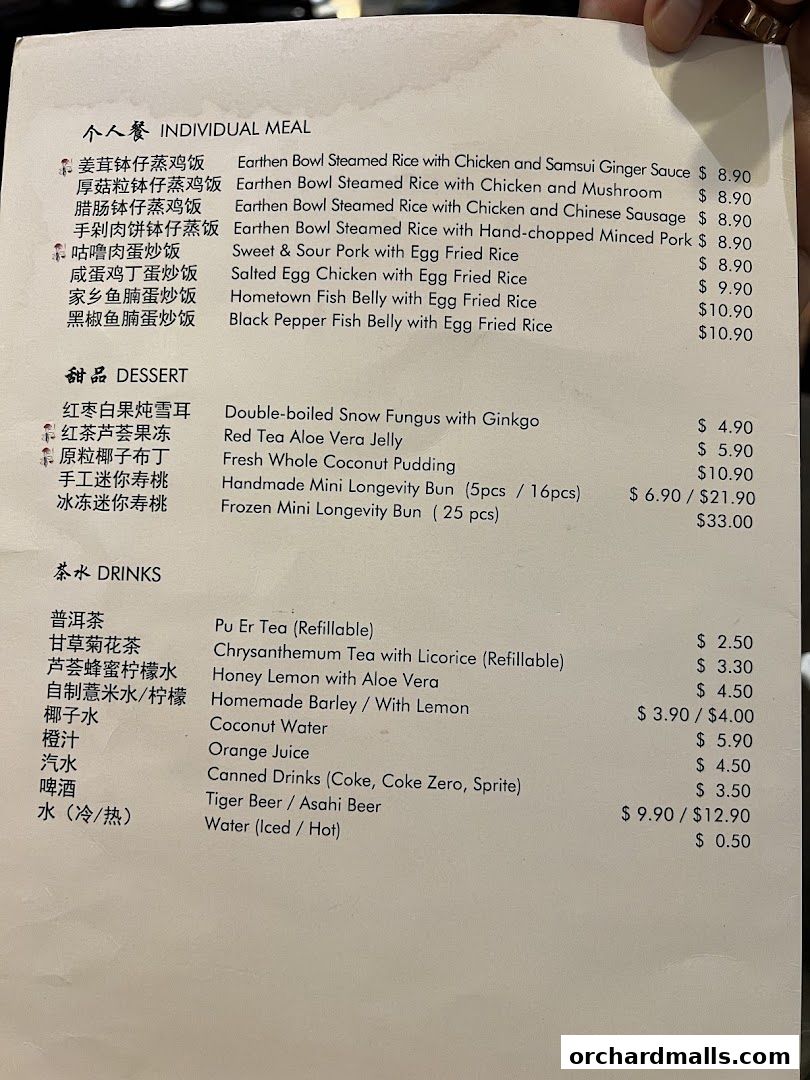 个人餐 INDIVIDUAL MEAL
姜茸钵仔蒸鸡饭 Earthen Bowl Steamed Rice with Chicken and Samsui Ginger Sauce $ 8.90
厚菇粒钵仔蒸鸡饭 Earthen Bowl Steamed Rice with Chicken and Mushroom $ 8.90
腊肠钵仔蒸鸡饭 Earthen Bowl Steamed Rice with Chicken and Chinese Sausage $ 8.90
手剁肉饼钵仔蒸饭 Earthen Bowl Steamed Rice with Hand-chopped Minced Pork $ 8.90
咕噜肉蛋炒饭 Sweet & Sour Pork with Egg Fried Rice $ 8.90
咸蛋鸡丁蛋炒饭 Salted Egg Chicken with Egg Fried Rice $ 9.90
家乡鱼腩蛋炒饭 Hometown Fish Belly with Egg Fried Rice $10.90
黑椒鱼腩蛋炒饭 Black Pepper Fish Belly with Egg Fried Rice $10.90
甜品 DESSERT
红枣白果炖雪耳 Double-boiled Snow Fungus with Ginkgo $ 4.90
红茶芦荟果冻 Red Tea Aloe Vera Jelly $ 5.90
原粒椰子布丁 Fresh Whole Coconut Pudding $10.90
手工迷你寿桃 Handmade Mini Longevity Bun (5pcs / 16pcs) $ 6.90 / $21.90
冰冻迷你寿桃 Frozen Mini Longevity Bun ( 25 pcs) $33.00
茶水 DRINKS
普洱茶 Pu Er Tea (Refillable) $ 2.50
甘草菊花茶 Chrysanthemum Tea with Licorice (Refillable) $ 3.30
芦荟蜂蜜柠檬水 Honey Lemon with Aloe Vera $ 4.50
自制薏米水/柠檬 Homemade Barley / With Lemon $ 3.90 / $4.00
椰子水 Coconut Water $ 5.90
橙汁 Orange Juice $ 4.50
汽水 Canned Drinks (Coke, Coke Zero, Sprite) $ 3.50
啤酒 Tiger Beer / Asahi Beer $ 9.90 / $12.90
水（冷/热） Water (Iced / Hot) $ 0.50
orchardmalls.com